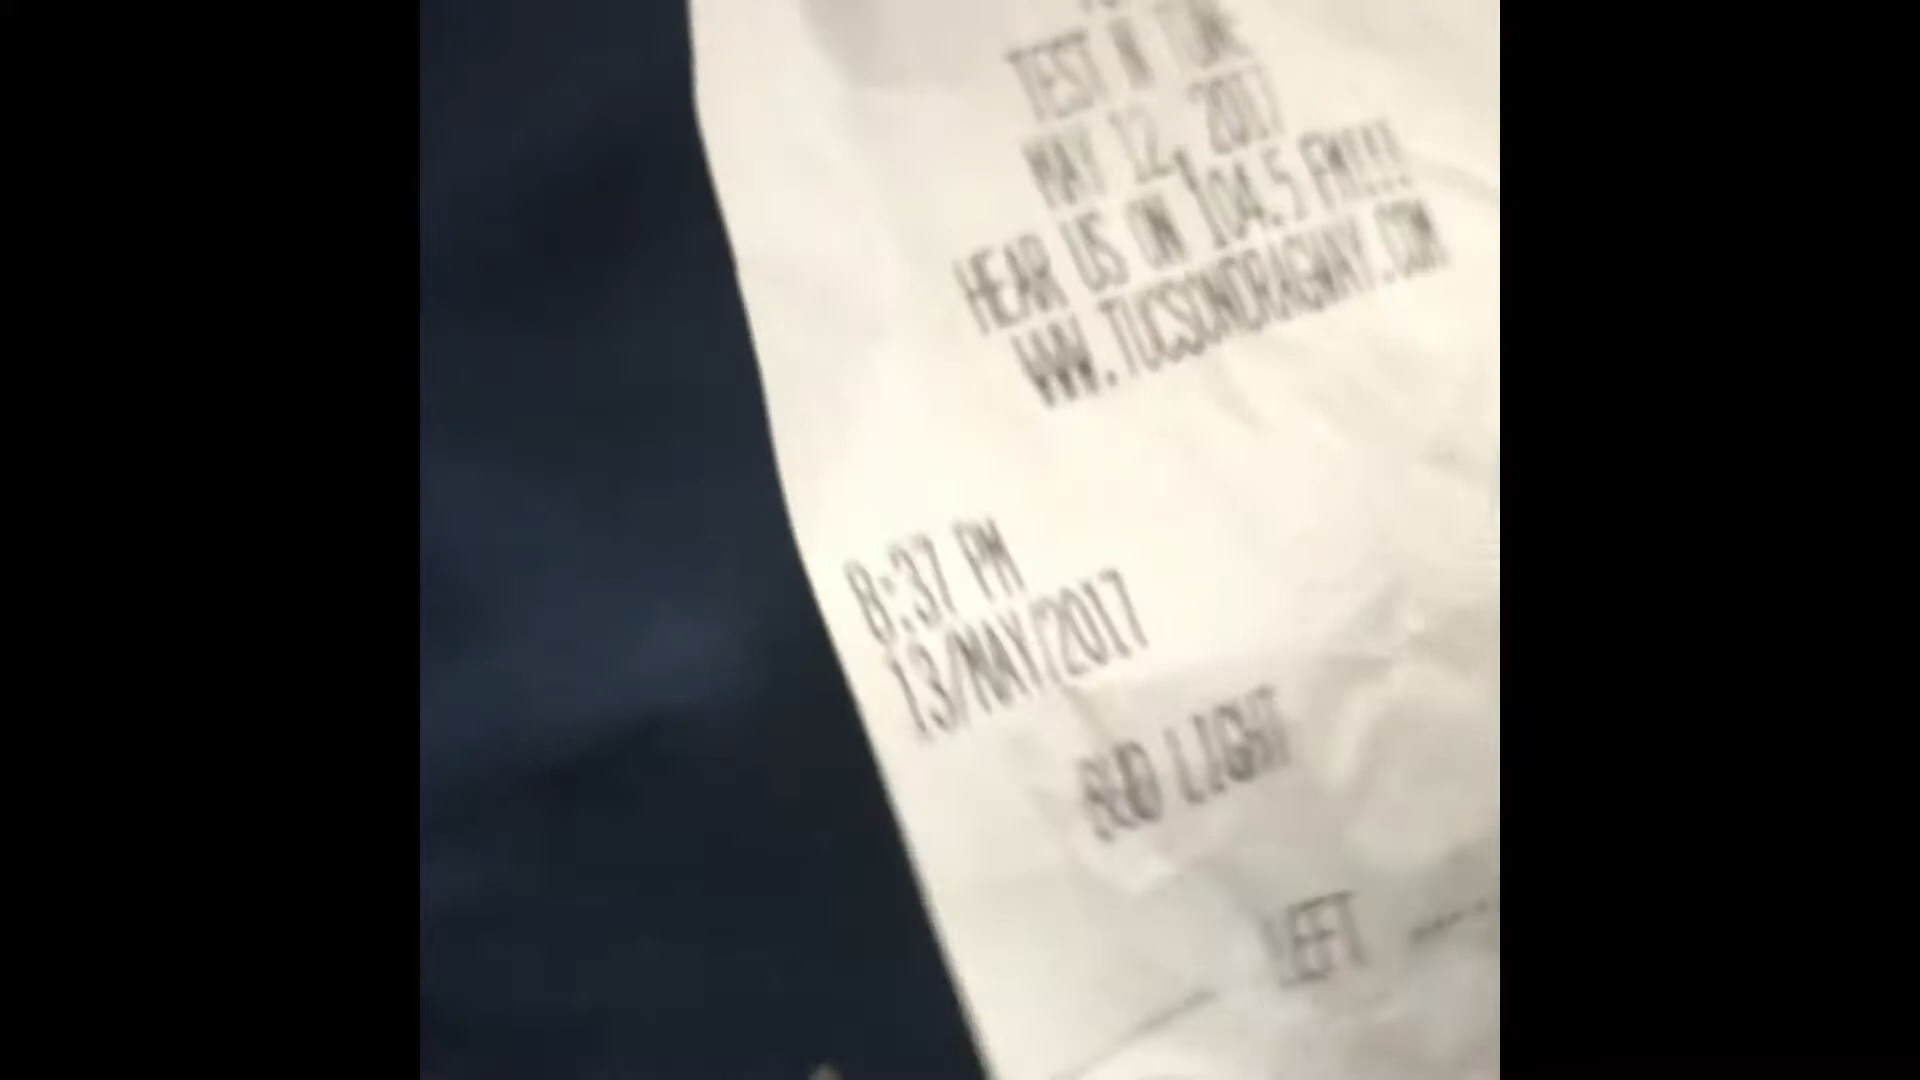 TEST N TUNE
MAY 12, 2017
HEAR US ON 104.5 FM!!!!
WWW.TUCSONDRAGWAY.COM
8:37 PM
13/MAY/2017
BUD LIGHT
LEFT